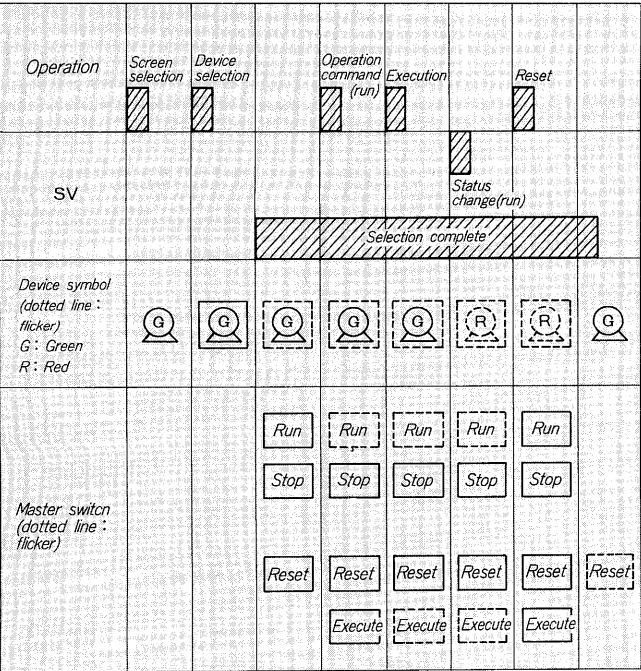 Operation
Screen
selection
Device
selection
Operation
command
(run)
Execution
Reset
SV
Status
change(run)
Selection complete
Device symbol
(dotted line :
flicker)
G : Green
R : Red
G G G G G R R G
Run Run Run Run Run
Stop Stop Stop Stop Stop
Master switcn
(dotted line :
flicker)
Reset Reset Reset Reset Reset Reset
Execute Execute Execute Execute